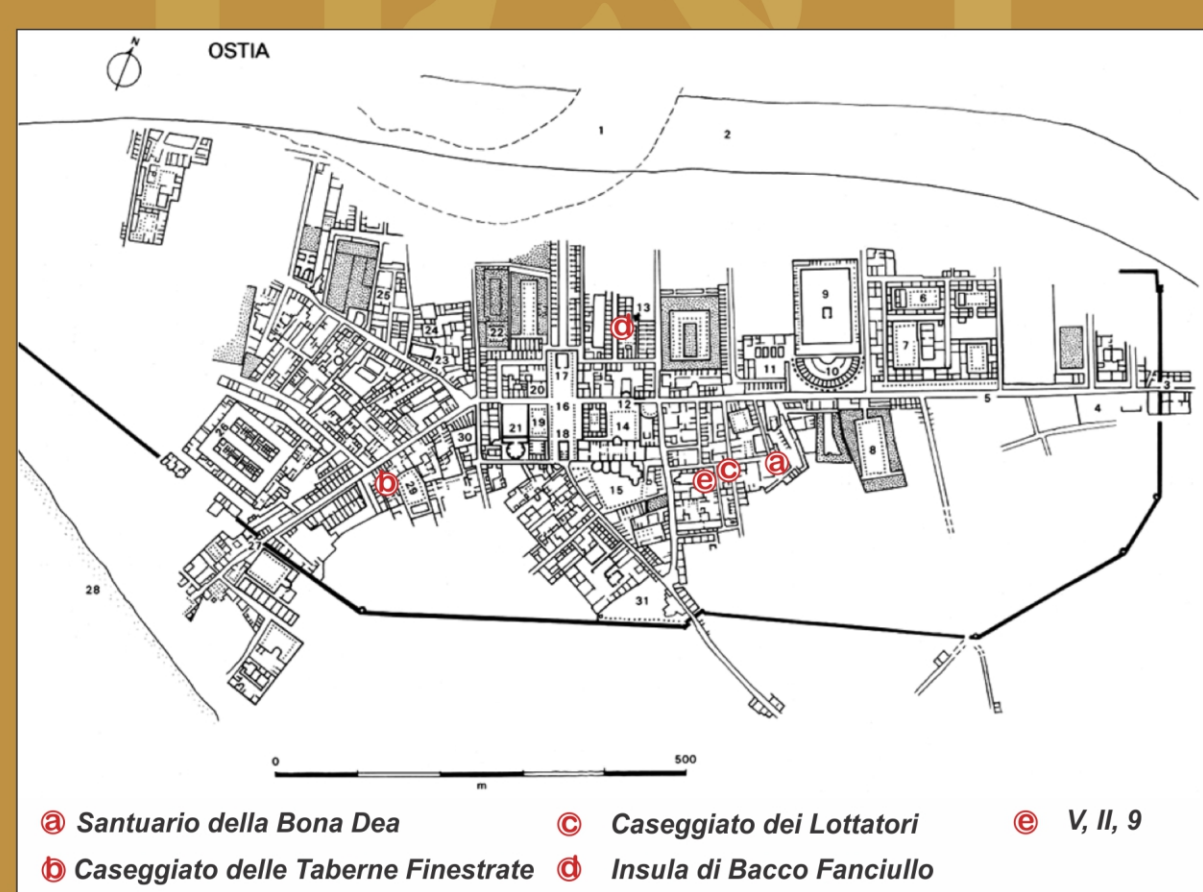 N
OSTIA
1
2
13
9
6
25
d
22
24
7
17
11
10
23
20
3
12
5
16
4
14
19
21
18
30
26
8
a
c
e
b
29
15
27
28
31
0
500
m
a Santuario della Bona Dea
c Caseggiato dei Lottatori
e V, II, 9
b Caseggiato delle Taberne Finestrate
d Insula di Bacco Fanciullo